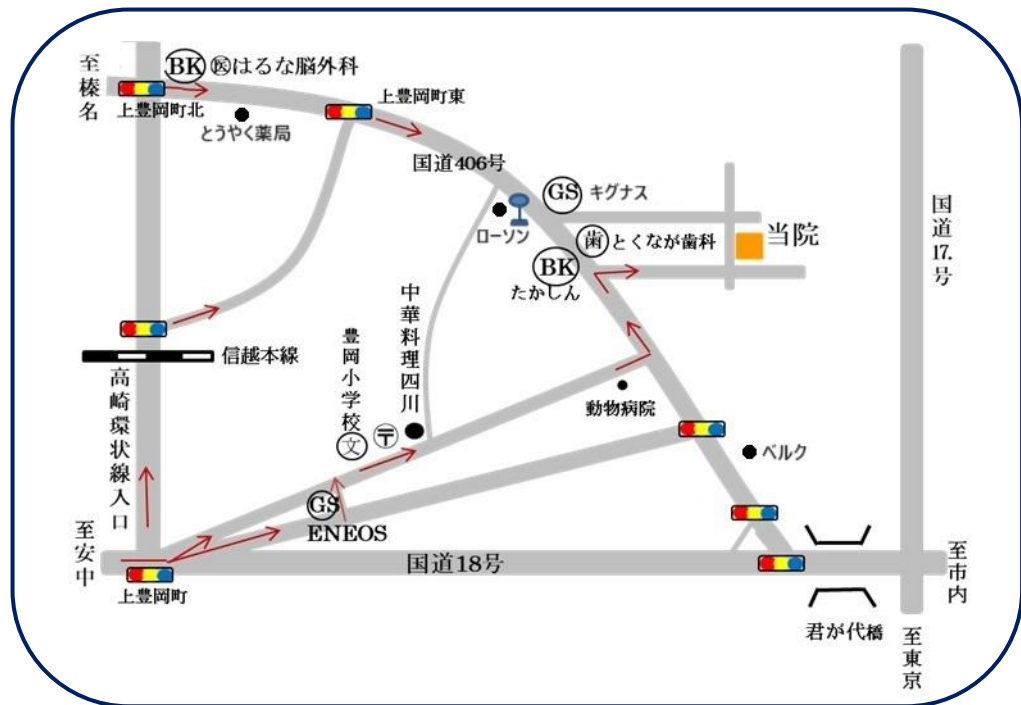 至榛名
BK 医はるな脳外科
上豊岡町北
とうやく薬局
上豊岡町東
国道406号
GS キグナス
ローソン
歯 とくなが歯科
当院
BK
たかしん
国道17.号
中華料理四川
豊岡小学校
文
〒
信越本線
高崎環状線入口
動物病院
ベルク
GS
ENEOS
至安中
国道18号
上豊岡町
至市内
君が代橋
至東京